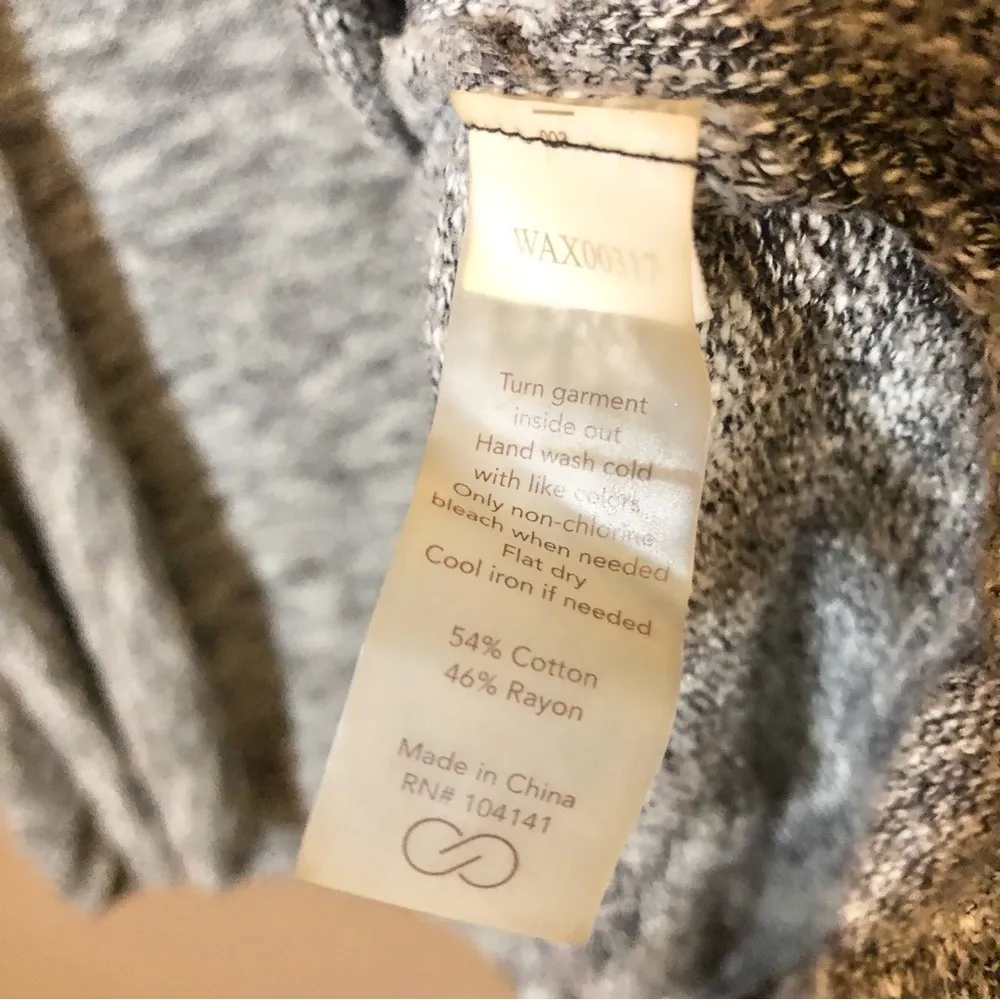 003
WAX00317
Turn garment
inside out
Hand wash cold
with like colors
Only non-chlorine
bleach when needed
Flat dry
Cool iron if needed
54% Cotton
46% Rayon
Made in China
RN# 104141